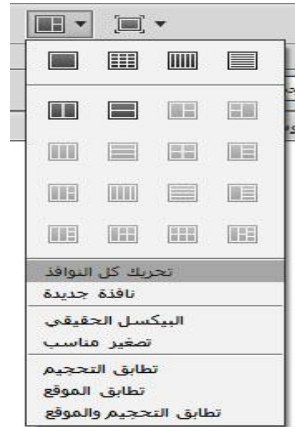 تحريك كل النوافذ
نافذة جديدة
البيكسل الحقيقي
تصغير مناسب
تطابق التحجيم
تطابق الموقع
تطابق التحجيم والموقع